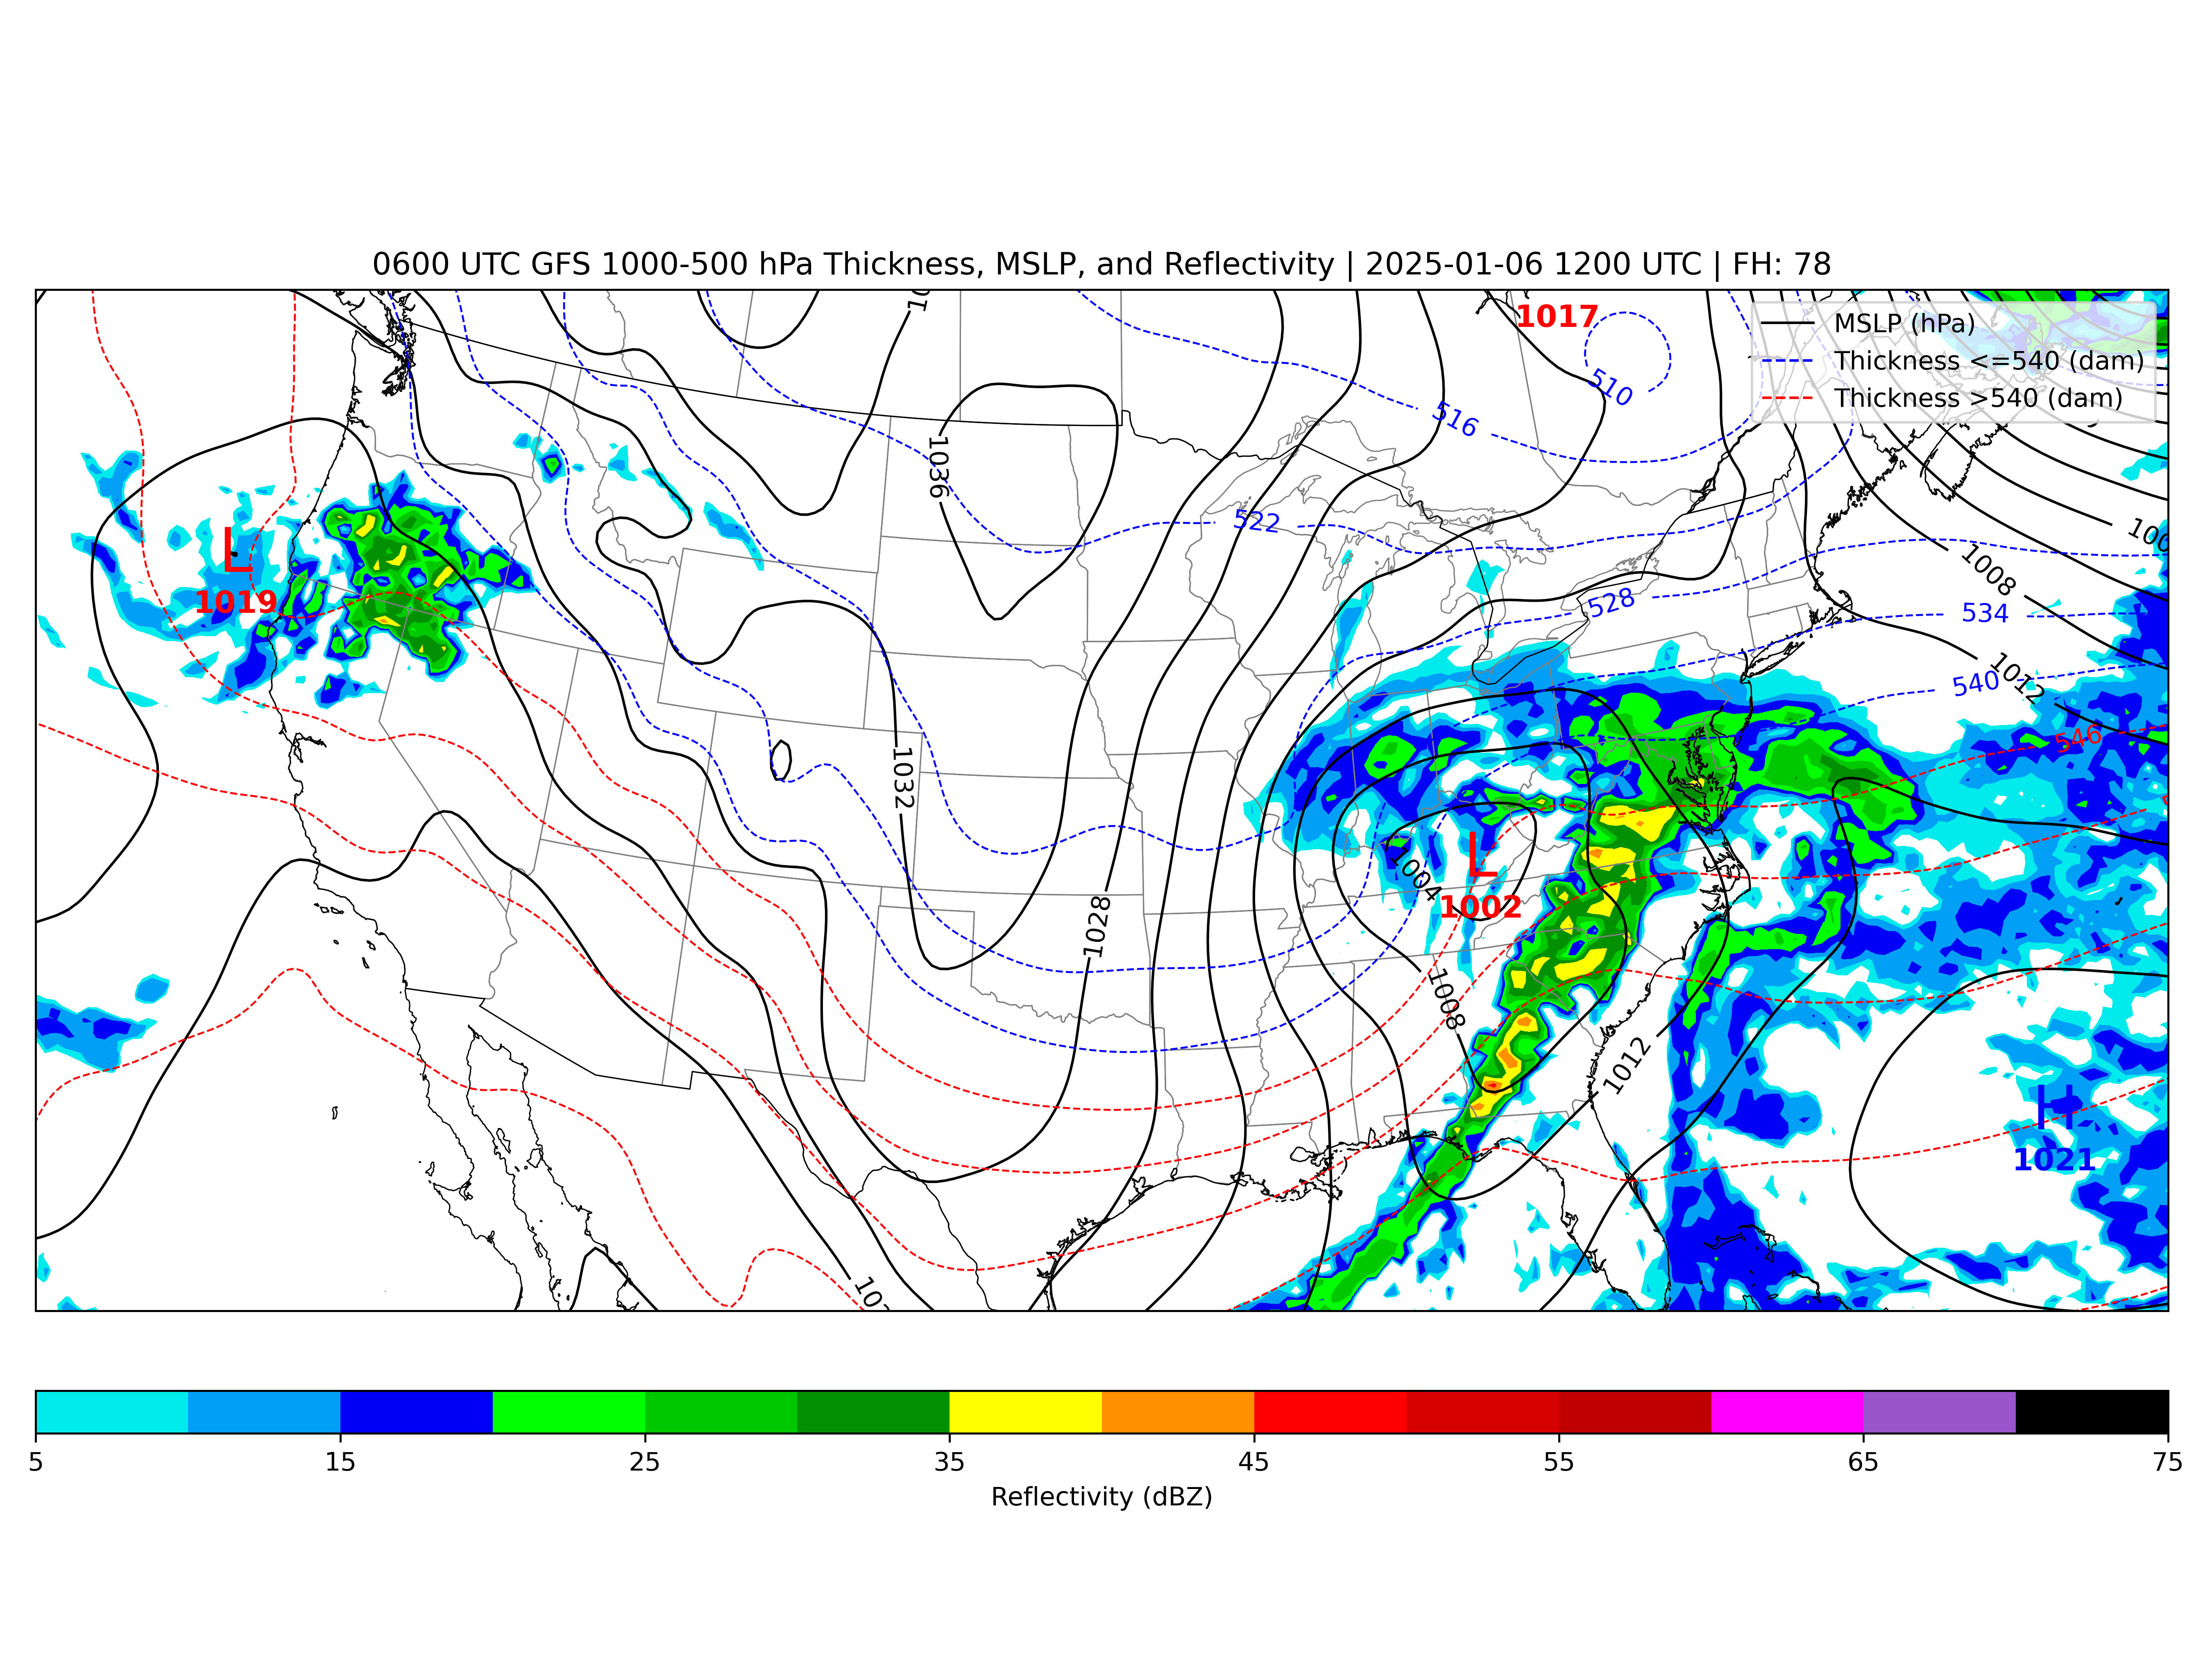 0600 UTC GFS 1000-500 hPa Thickness, MSLP, and Reflectivity | 2025-01-06 1200 UTC | FH: 78
1017
MSLP (hPa)
Thickness <=540 (dam)
Thickness >540 (dam)
510
516
1036
522
1008
L
1019
528
534
1012
540
546
1032
L
1004
1002
1028
1008
1012
H
1021
5 15 25 35 45 55 65 75
Reflectivity (dBZ)